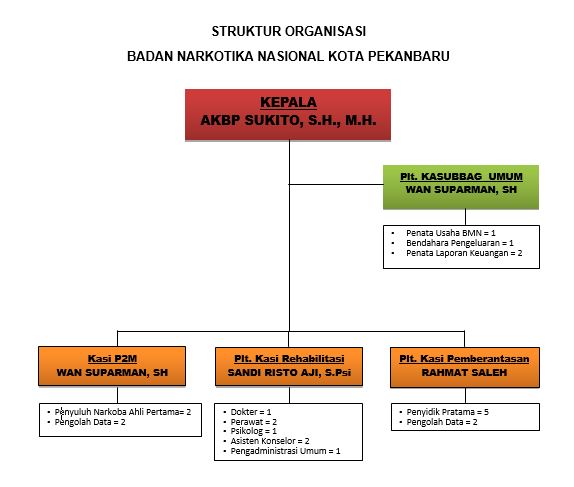 STRUKTUR ORGANISASI
BADAN NARKOTIKA NASIONAL KOTA PEKANBARU
KEPALA
AKBP SUKITO, S.H., M.H.
Plt. KASUBBAG UMUM
WAN SUPARMAN, SH
• Penata Usaha BMN = 1
• Bendahara Pengeluaran = 1
• Penata Laporan Keuangan = 2
Kasi P2M
WAN SUPARMAN, SH
• Penyuluh Narkoba Ahli Pertama= 2
• Pengolah Data = 2
Plt. Kasi Rehabilitasi
SANDI RISTO AJI, S.Psi
• Dokter = 1
• Perawat = 2
• Psikolog = 1
• Asisten Konselor = 2
• Pengadministrasi Umum = 1
Plt. Kasi Pemberantasan
RAHMAT SALEH
• Penyidik Pratama = 5
• Pengolah Data = 2